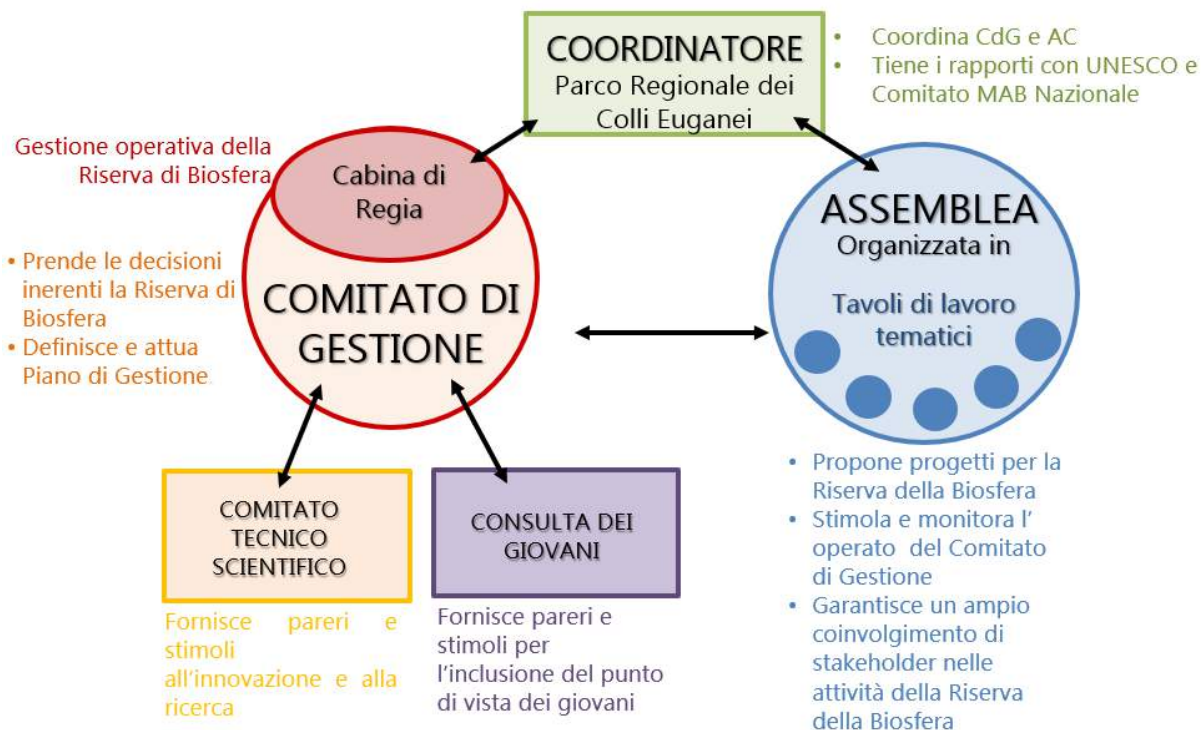 COORDINATORE
Parco Regionale dei
Colli Euganei
• Coordina CdG e AC
• Tiene i rapporti con UNESCO e
Comitato MAB Nazionale
Gestione operativa della
Riserva di Biosfera
Cabina di
Regia
• Prende le decisioni
inerenti la Riserva di
Biosfera
• Definisce e attua
Piano di Gestione
COMITATO DI
GESTIONE
ASSEMBLEA
Organizzata in
Tavoli di lavoro
tematici
COMITATO
TECNICO
SCIENTIFICO
Fornisce pareri e
stimoli
all'innovazione e alla
ricerca
CONSULTA DEI
GIOVANI
Fornisce pareri e
stimoli per
l'inclusione del punto
di vista dei giovani
• Propone progetti per la
Riserva della Biosfera
• Stimola e monitora l'
operato del Comitato
di Gestione
• Garantisce un ampio
coinvolgimento di
stakeholder nelle
attività della Riserva
della Biosfera